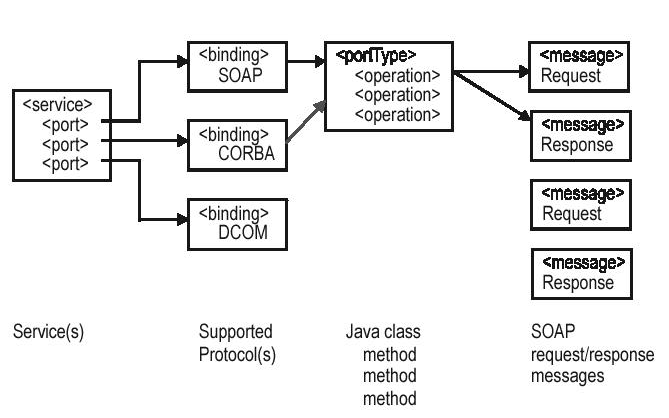 <service>
<port>
<port>
<port>
<binding>
SOAP
<binding>
CORBA
<binding>
DCOM
<portType>
<operation>
<operation>
<operation>
<message>
Request
<message>
Response
<message>
Request
<message>
Response
Service(s)
Supported
Protocol(s)
Java class
method
method
method
SOAP
request/response
messages